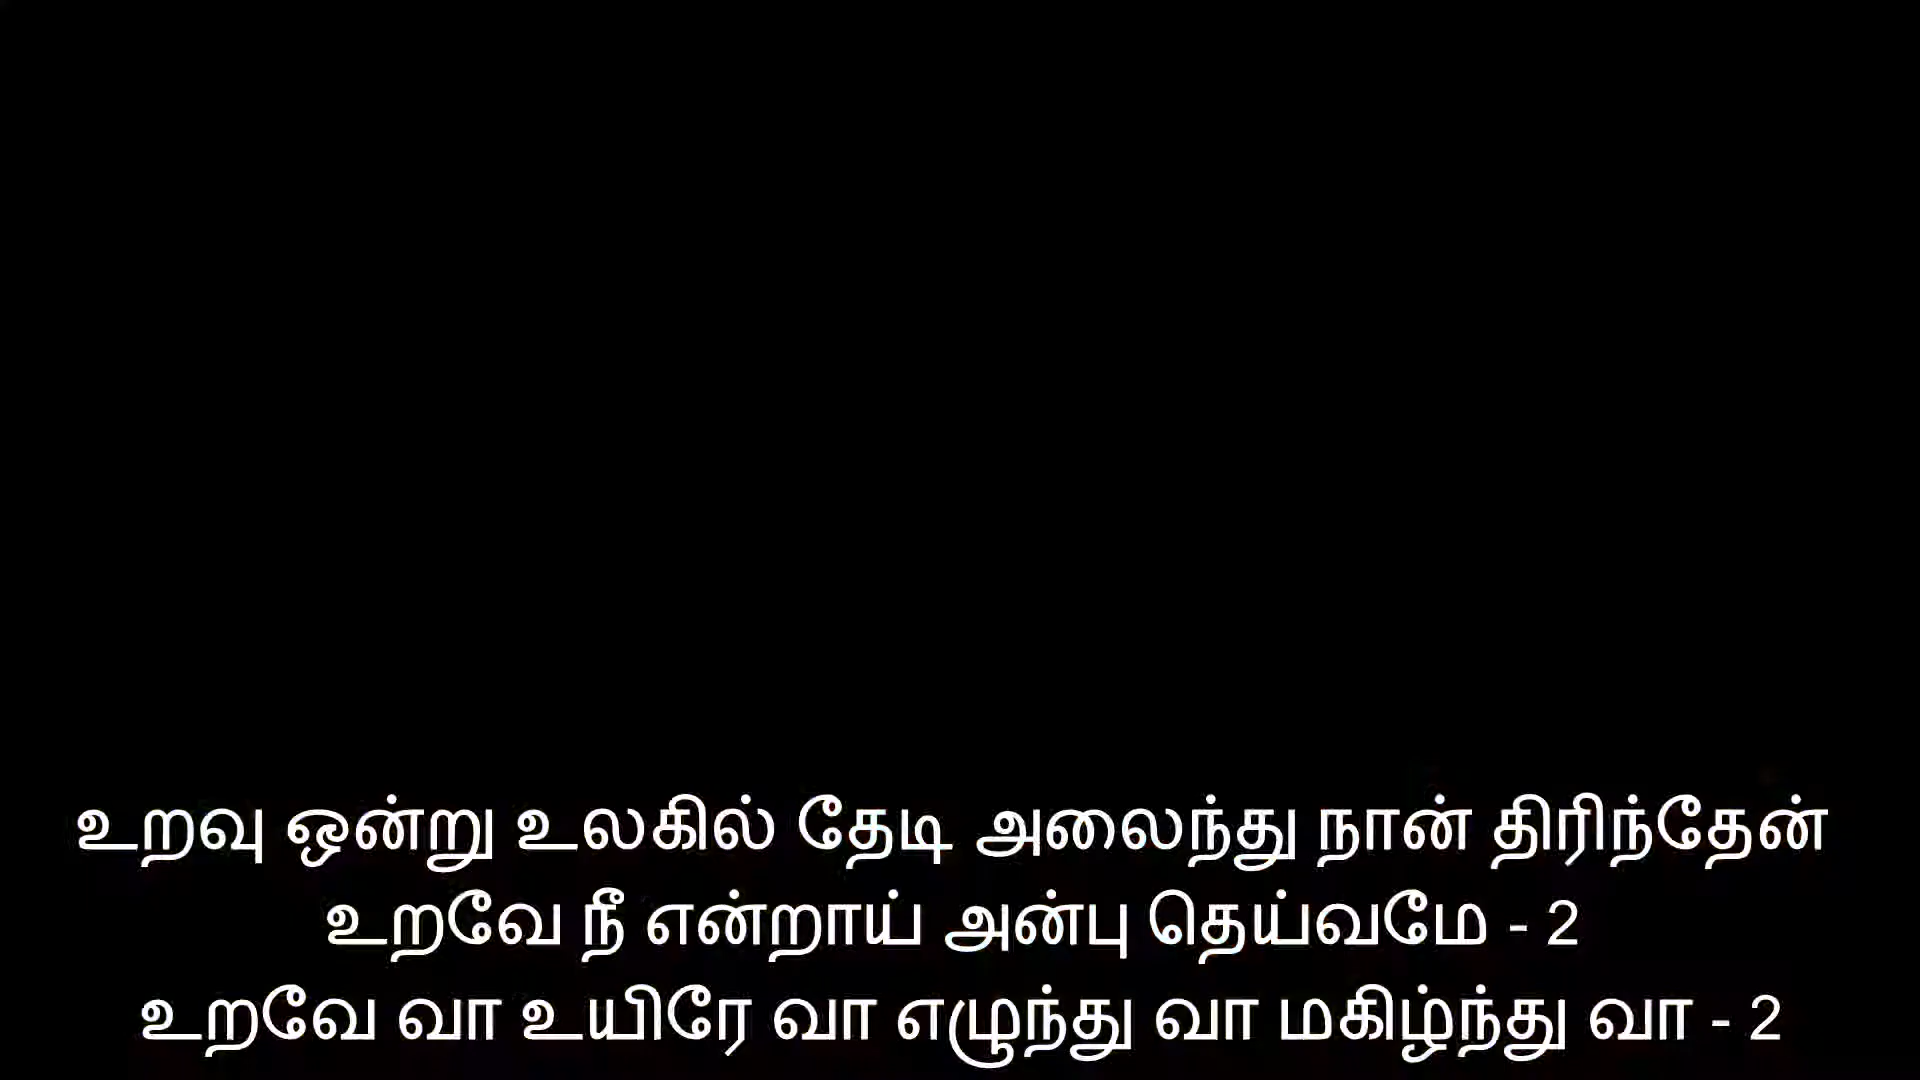 உறவு ஒன்று உலகில் தேடி அலைந்து நான் திரிந்தேன்
உறவே நீ என்றாய் அன்பு தெய்வமே - 2
உறவே வா உயிரே வா எழுந்து வா மகிழ்ந்து வா - 2